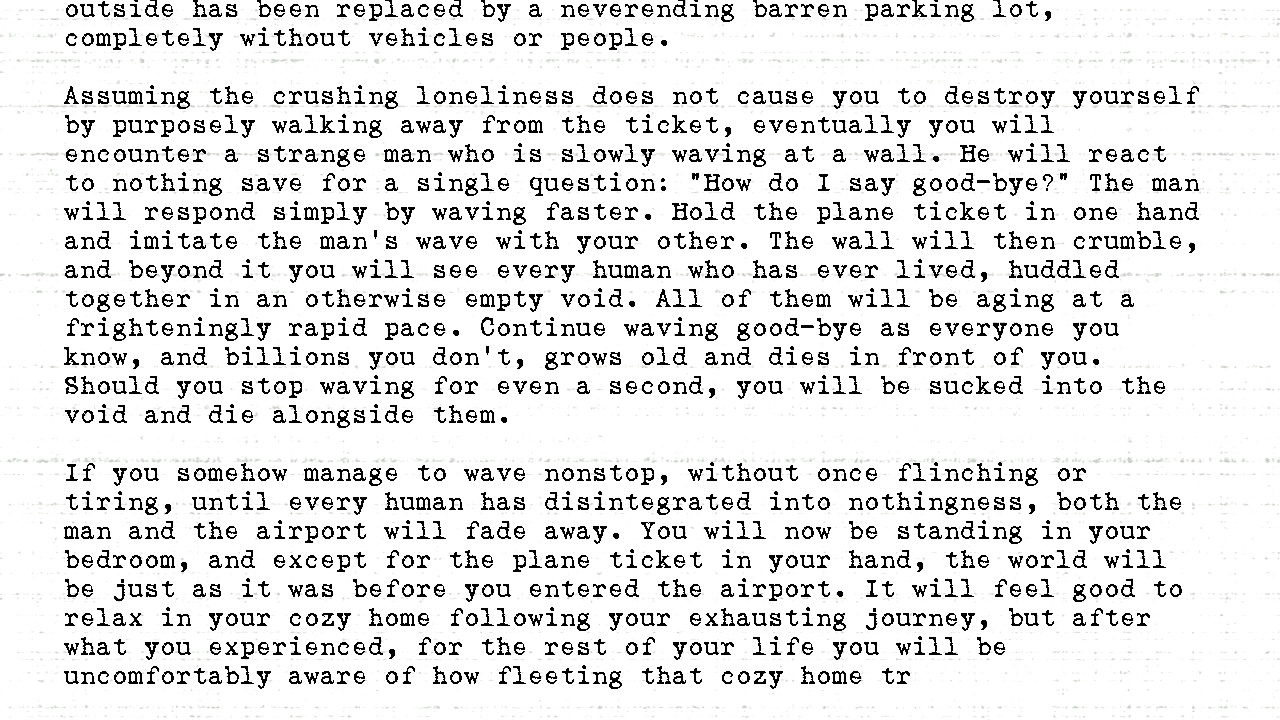 outside has been replaced by a neverending barren parking lot,
completely without vehicles or people.
Assuming the crushing loneliness does not cause you to destroy yourself
by purposely walking away from the ticket, eventually you will
encounter a strange man who is slowly waving at a wall. He will react
to nothing save for a single question: "How do I say good-bye?" The man
will respond simply by waving faster. Hold the plane ticket in one hand
and imitate the man's wave with your other. The wall will then crumble,
and beyond it you will see every human who has ever lived, huddled
together in an otherwise empty void. All of them will be aging at a
frighteningly rapid pace. Continue waving good-bye as everyone you
know, and billions you don't, grows old and dies in front of you.
Should you stop waving for even a second, you will be sucked into the
void and die alongside them.
If you somehow manage to wave nonstop, without once flinching or
tiring, until every human has disintegrated into nothingness, both the
man and the airport will fade away. You will now be standing in your
bedroom, and except for the plane ticket in your hand, the world will
be just as it was before you entered the airport. It will feel good to
relax in your cozy home following your exhausting journey, but after
what you experienced, for the rest of your life you will be
uncomfortably aware of how fleeting that cozy home tr